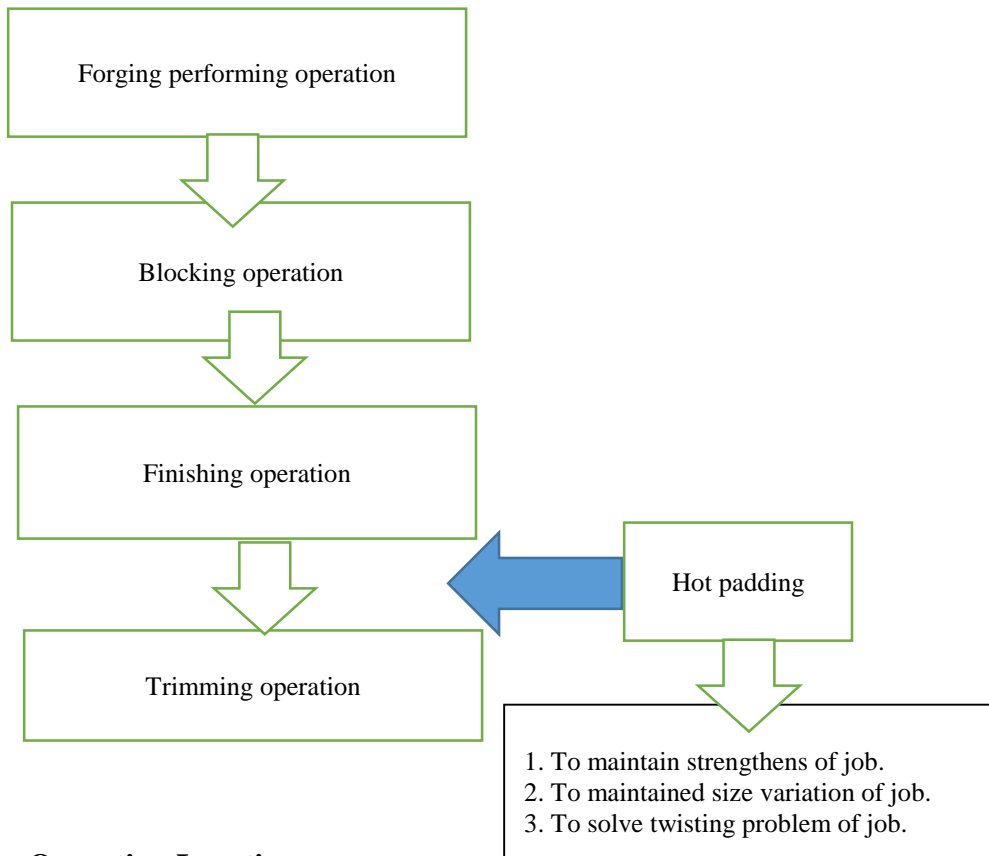 Forging performing operation
Blocking operation
Finishing operation
Hot padding
Trimming operation
1. To maintain strengthens of job.
2. To maintained size variation of job.
3. To solve twisting problem of job.